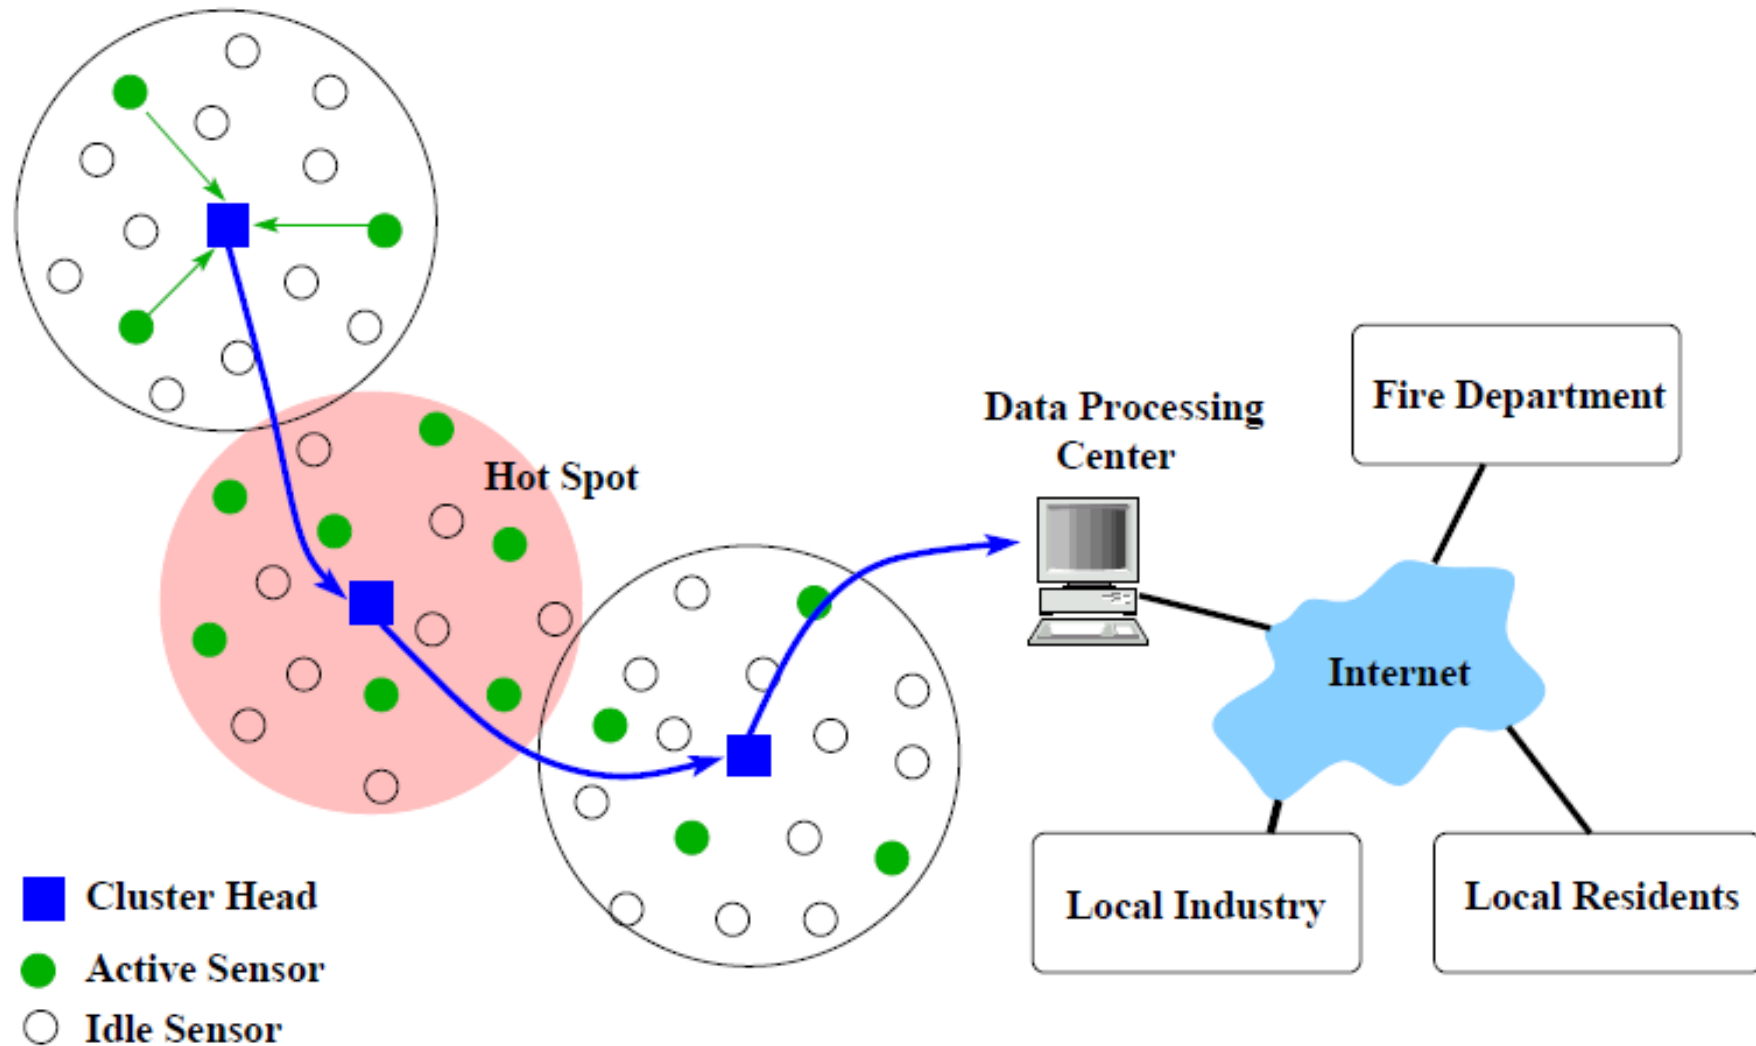 Hot Spot
Data Processing
Center
Fire Department
Internet
Local Industry
Local Residents
Cluster Head
Active Sensor
Idle Sensor